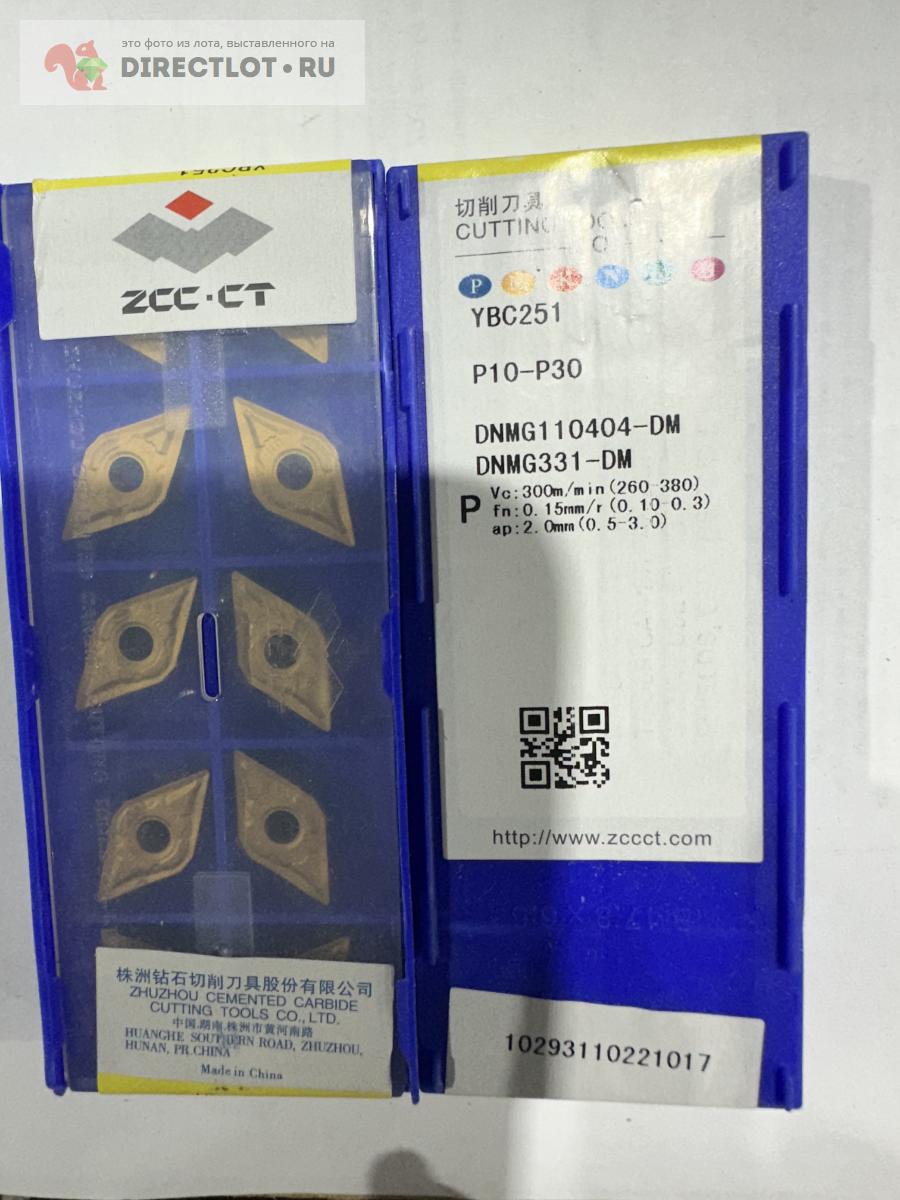 это фото из лота, выставленного на
DIRECTLOT•RU
YBC251
ZCC·CT
株洲钻石切削刀具股份有限公司
ZHUZHOU CEMENTED CARBIDE
CUTTING TOOLS CO., LTD.
中国.湖南.株洲市黄河南路
HUANGHE SOUTHERN ROAD, ZHUZHOU,
HUNAN, PR.CHINA
Made in China
切削刀具
CUTTING
P M K N S H
YBC251
P10-P30
DNMG110404-DM
DNMG331-DM
P
Vc:300m/min(260-380)
fn:0.15mm/r(0.10-0.3)
ap:2.0mm(0.5-3.0)
http://www.zccct.com
10293110221017